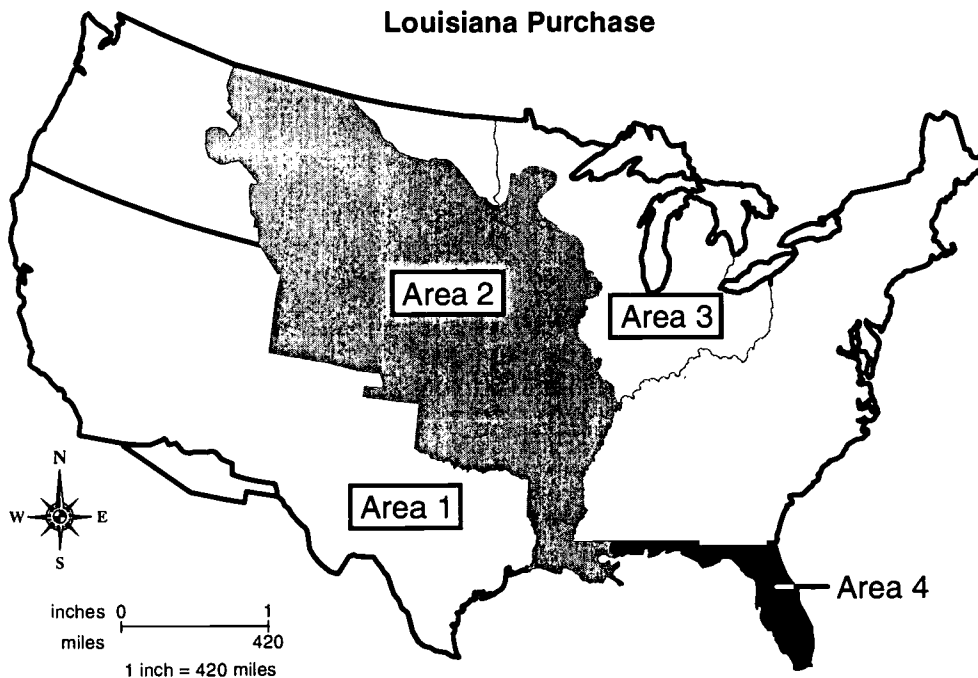 Louisiana Purchase
Area 2
Area 3
Area 1
N
W E
S
Area 4
inches 0 1
miles 420
1 inch = 420 miles